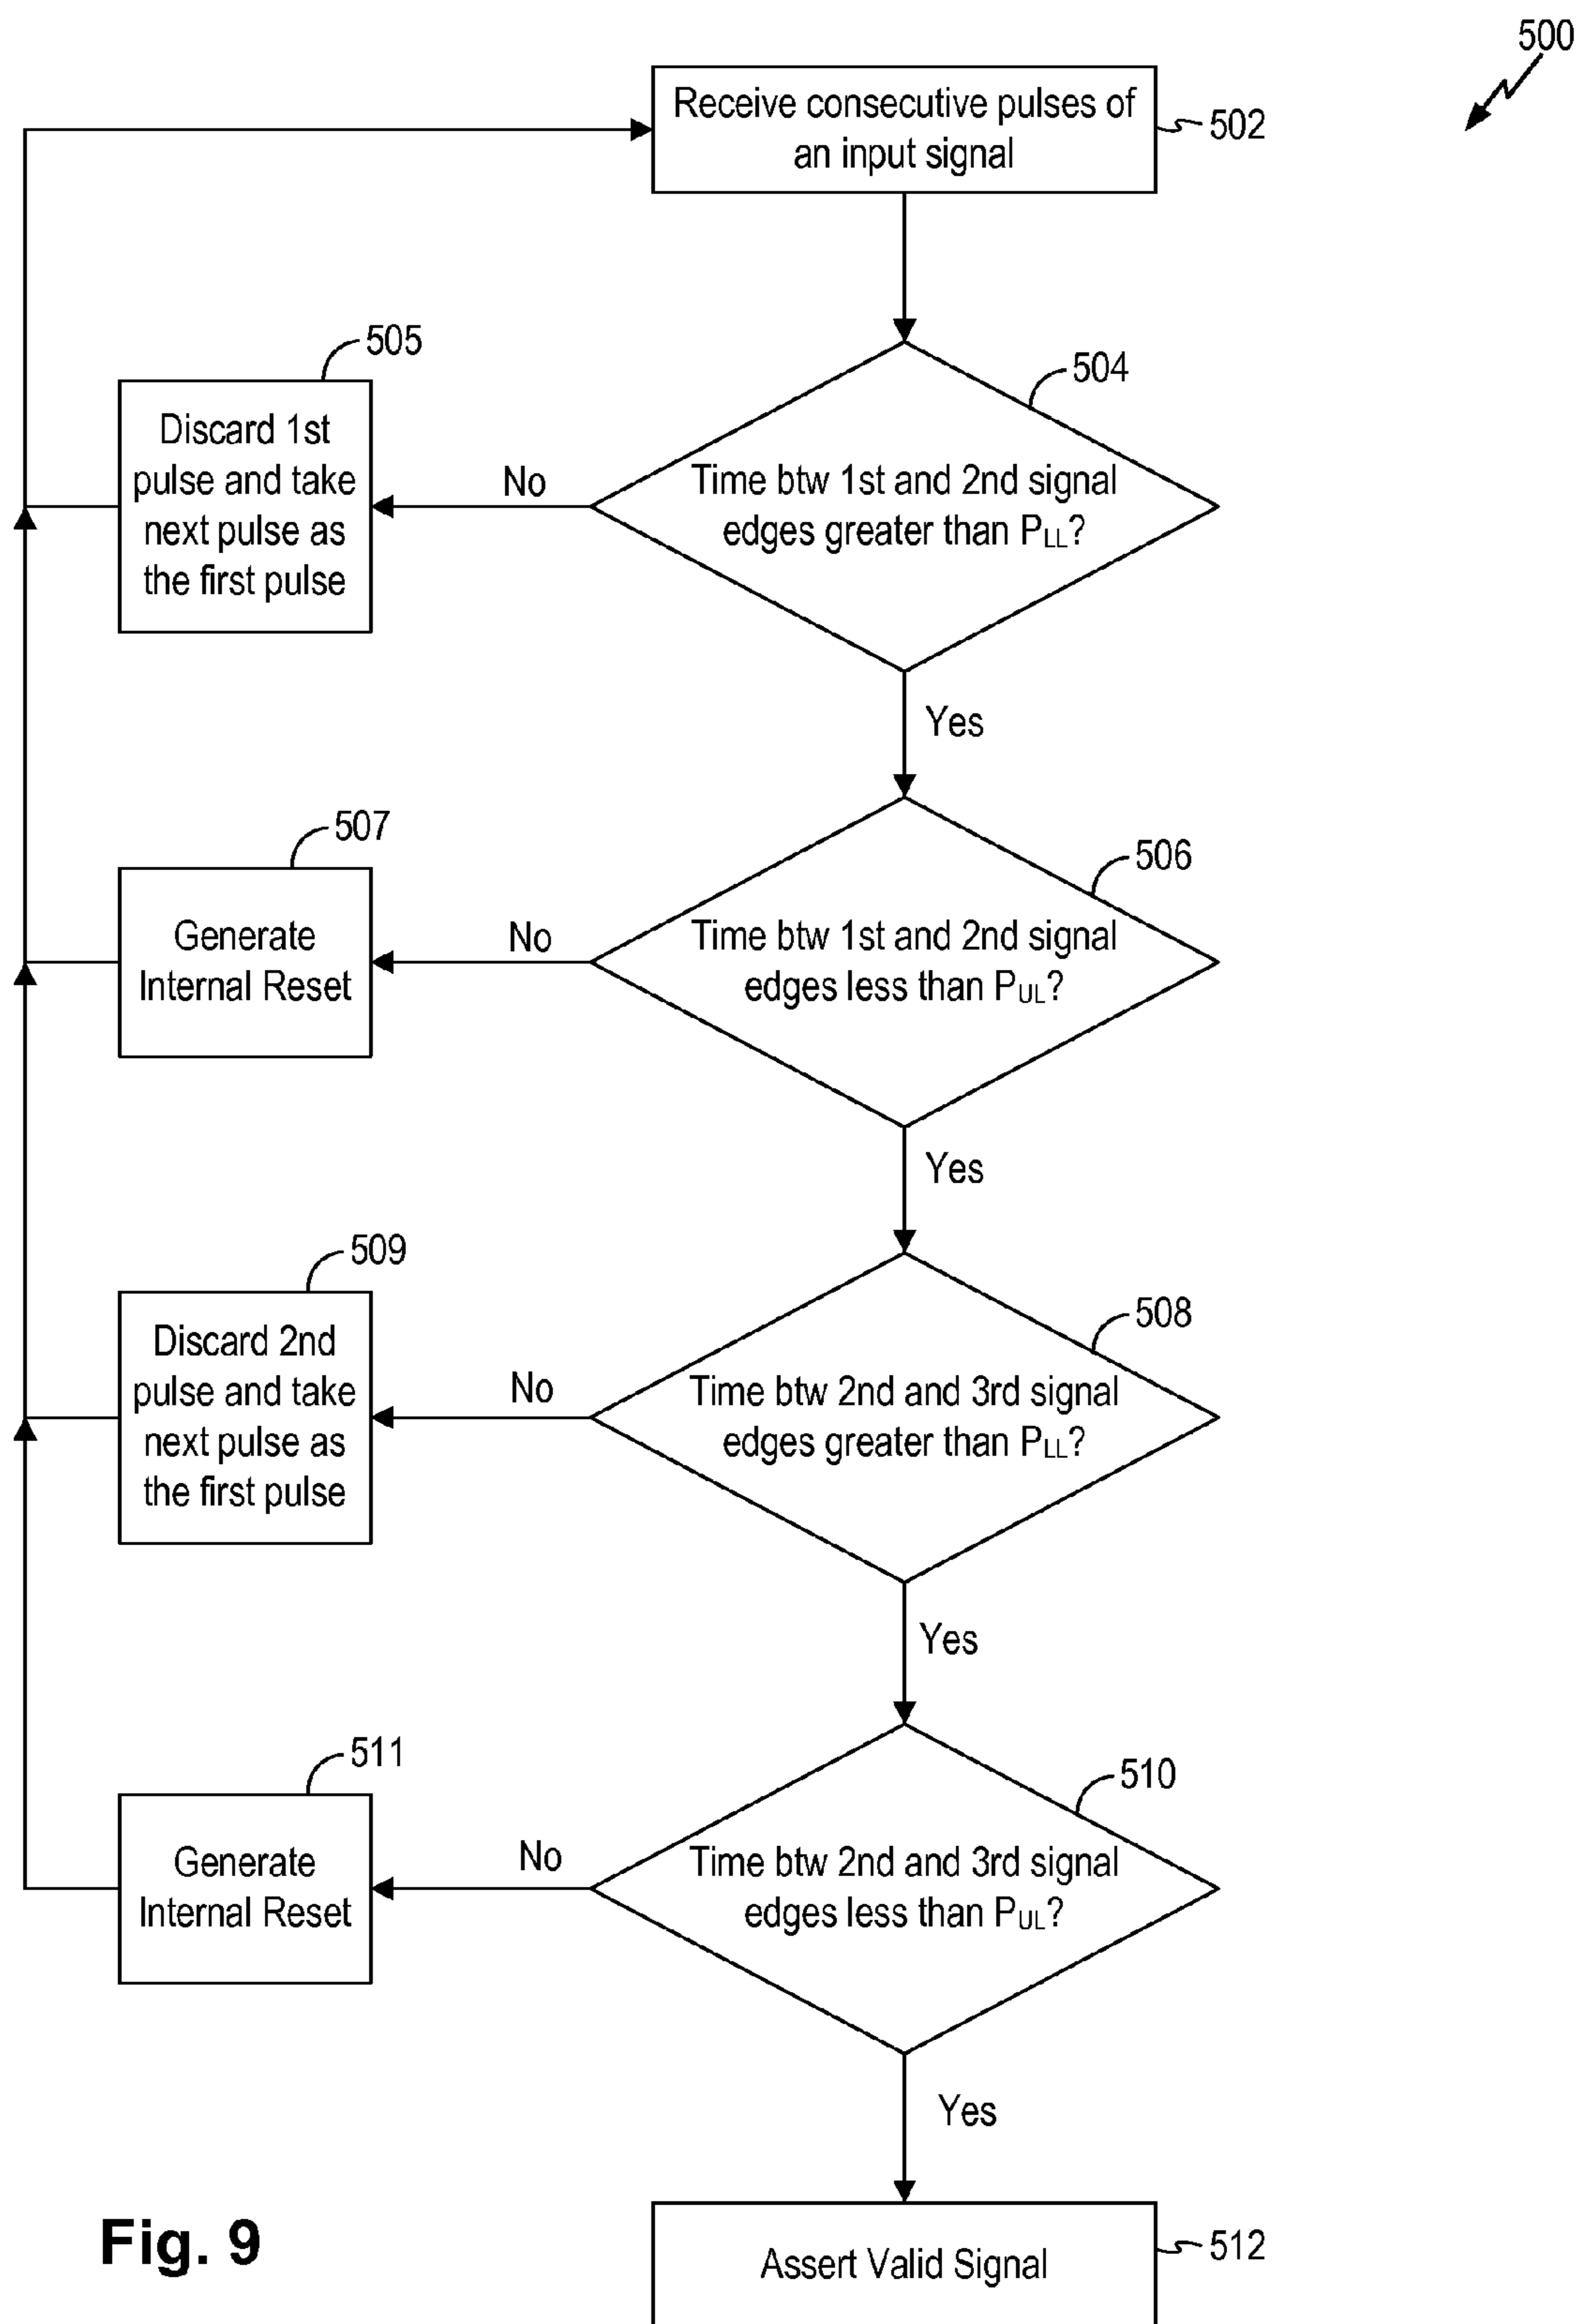 500
Receive consecutive pulses of
an input signal
502
505
504
Discard 1st
pulse and take
next pulse as
the first pulse
No
Time btw 1st and 2nd signal
edges greater than PLL?
Yes
507
506
Generate
Internal Reset
No
Time btw 1st and 2nd signal
edges less than PUL?
Yes
509
508
Discard 2nd
pulse and take
next pulse as
the first pulse
No
Time btw 2nd and 3rd signal
edges greater than PLL?
Yes
511
510
Generate
Internal Reset
No
Time btw 2nd and 3rd signal
edges less than PUL?
Yes
Fig. 9
Assert Valid Signal
512